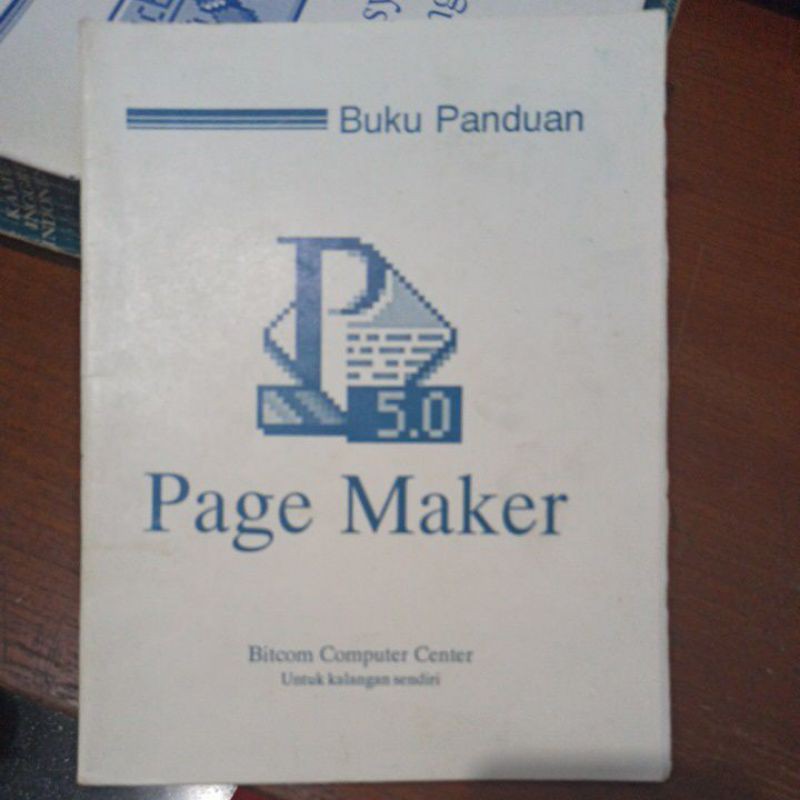 Buku Panduan
5.0
Page Maker
Bitcom Computer Center
Untuk kalangan sendiri